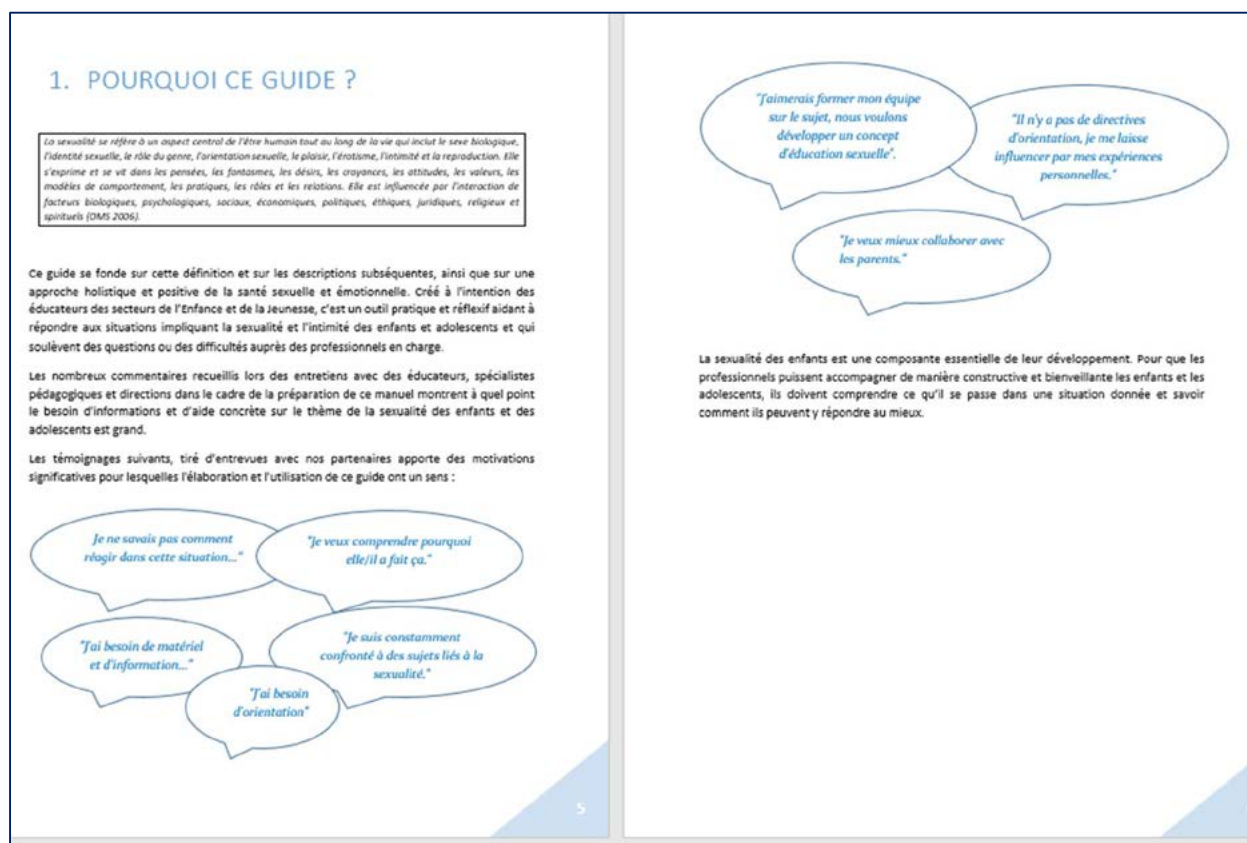 1. POURQUOI CE GUIDE ?
La sexualité se réfère à un aspect central de l'être humain tout au long de la vie qui inclut le sexe biologique,
l'identité sexuelle, le rôle du genre, l'orientation sexuelle, le plaisir, l'érotisme, l'intimité et la reproduction. Elle
s'exprime et se vit dans les pensées, les fantasmes, les désirs, les croyances, les attitudes, les valeurs, les
modèles de comportement, les pratiques, les rôles et les relations. Elle est influencée par l'interaction de
facteurs biologiques, psychologiques, sociaux, économiques, politiques, éthiques, juridiques, religieux et
spirituels (OMS 2006).
Ce guide se fonde sur cette définition et sur les descriptions subséquentes, ainsi que sur une
approche holistique et positive de la santé sexuelle et émotionnelle. Créé à l'intention des
éducateurs des secteurs de l'Enfance et de la Jeunesse, c'est un outil pratique et réflexif aidant à
répondre aux situations impliquant la sexualité et l'intimité des enfants et adolescents et qui
soulèvent des questions ou des difficultés auprès des professionnels en charge.
Les nombreux commentaires recueillis lors des entretiens avec des éducateurs, spécialistes
pédagogiques et directions dans le cadre de la préparation de ce manuel montrent à quel point
le besoin d'informations et d'aide concrète sur le thème de la sexualité des enfants et des
adolescents est grand.
Les témoignages suivants, tiré d'entrevues avec nos partenaires apporte des motivations
significatives pour lesquelles l'élaboration et l'utilisation de ce guide ont un sens :
Je ne savais pas comment
réagir dans cette situation..."
"Je veux comprendre pourquoi
elle/il a fait ça."
"J'ai besoin de matériel
et d'information..."
"Je suis constamment
confronté à des sujets liés à la
sexualité."
"J'ai besoin
d'orientation"
5
"J'aimerais former mon équipe
sur le sujet, nous voulons
développer un concept
d'éducation sexuelle".
"Il n'y a pas de directives
d'orientation, je me laisse
influencer par mes expériences
personnelles."
"Je veux mieux collaborer avec
les parents."
La sexualité des enfants est une composante essentielle de leur développement. Pour que les
professionnels puissent accompagner de manière constructive et bienveillante les enfants et les
adolescents, ils doivent comprendre ce qu'il se passe dans une situation donnée et savoir
comment ils peuvent y répondre au mieux.